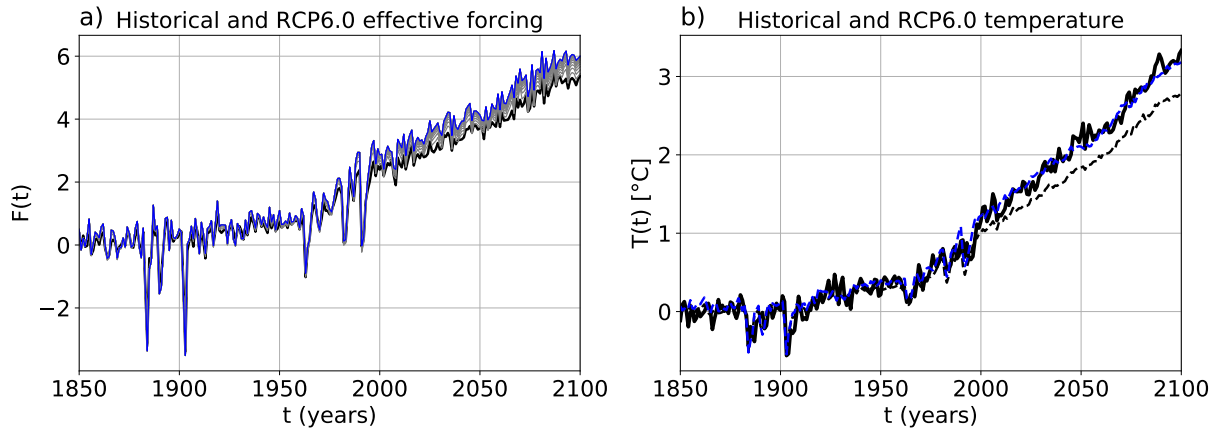 a) Historical and RCP6.0 effective forcing
F(t)
6
4
2
0
−2
1850 1900 1950 2000 2050 2100
t (years)
b) Historical and RCP6.0 temperature
T(t) [°C]
3
2
1
0
1850 1900 1950 2000 2050 2100
t (years)